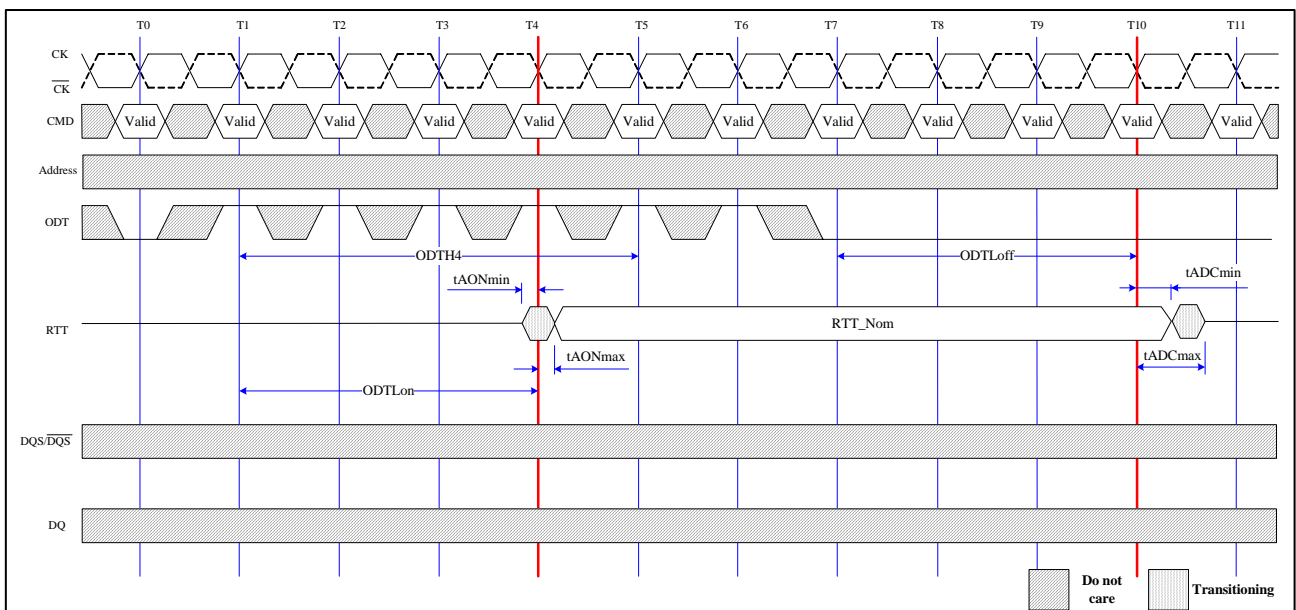 T0 T1 T2 T3 T4 T5 T6 T7 T8 T9 T10 T11
CK
CK
CMD Valid Valid Valid Valid Valid Valid Valid Valid Valid Valid Valid Valid
Address
ODT
ODTH4 ODTLoff
tAONmin tADCmin
RTT RTT_Nom
tAONmax tADCmax
ODTLon
DQS/DQS
DQ
Do not care Transitioning